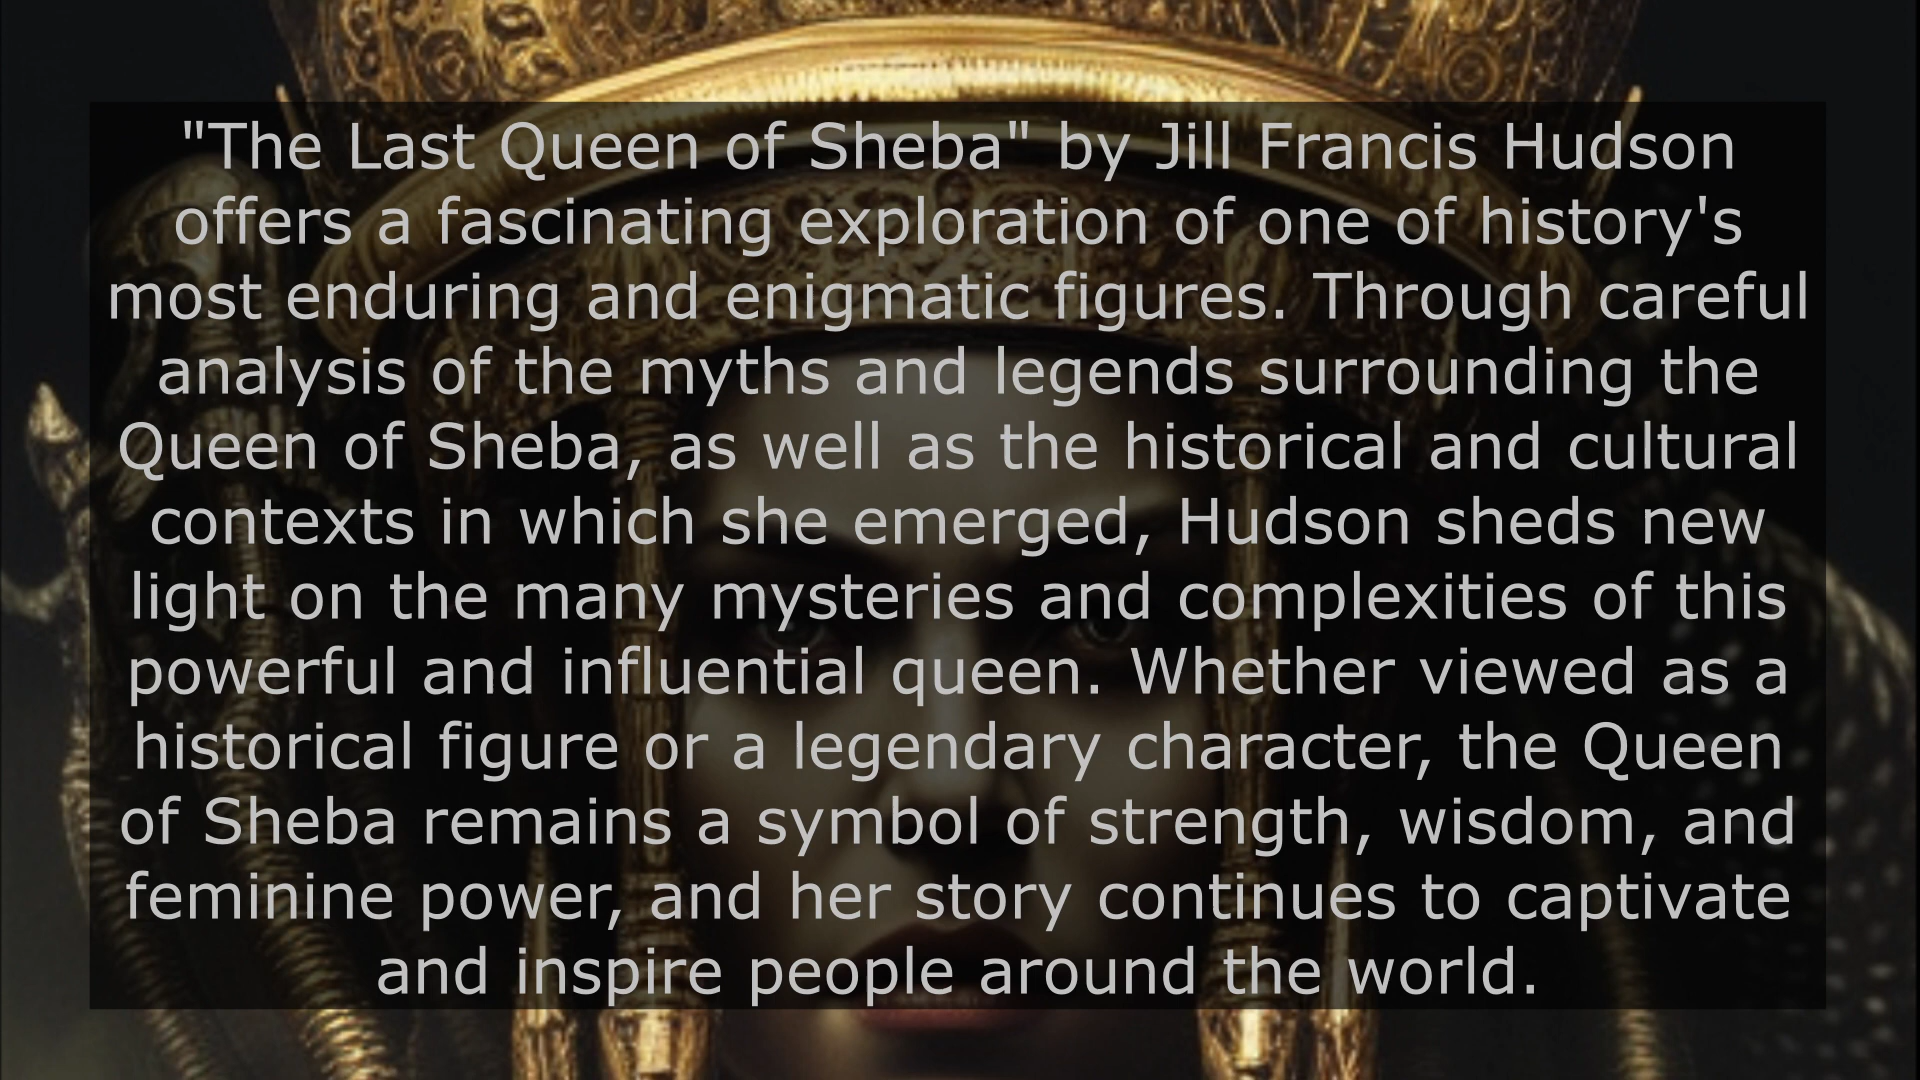 "The Last Queen of Sheba" by Jill Francis Hudson
offers a fascinating exploration of one of history's
most enduring and enigmatic figures. Through careful
analysis of the myths and legends surrounding the
Queen of Sheba, as well as the historical and cultural
contexts in which she emerged, Hudson sheds new
light on the many mysteries and complexities of this
powerful and influential queen. Whether viewed as a
historical figure or a legendary character, the Queen
of Sheba remains a symbol of strength, wisdom, and
feminine power, and her story continues to captivate
and inspire people around the world.